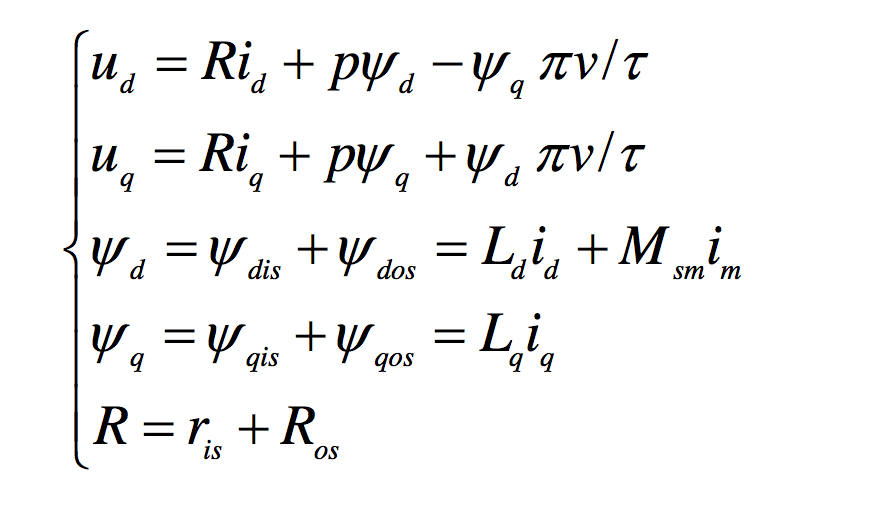 u_d = Ri_d + pψ_d − ψ_q πv/τ
u_q = Ri_q + pψ_q + ψ_d πv/τ
ψ_d = ψ_dis + ψ_dos = L_d i_d + M_sm i_m
ψ_q = ψ_qis + ψ_qos = L_q i_q
R = r_is + R_os